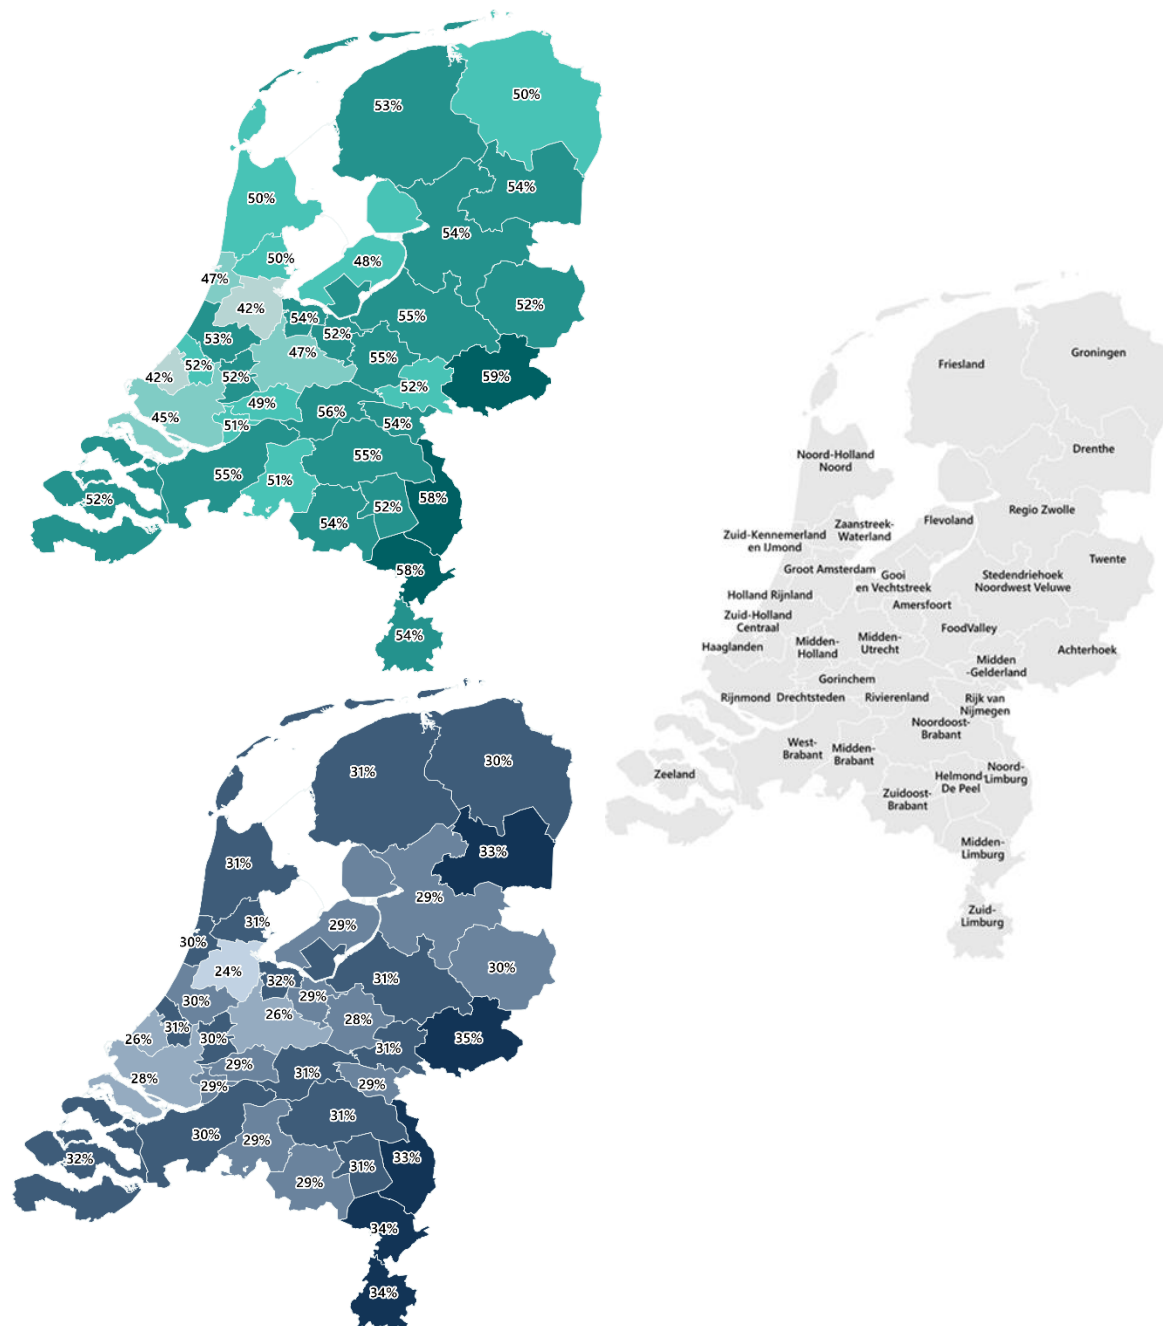 53%
50%
50%
54%
54%
50%
48%
47%
52%
42%
54%
55%
53%
52%
47%
55%
52%
42%
52%
59%
52%
49%
56%
45%
51%
54%
55%
55%
51%
58%
52%
52%
54%
58%
54%
Friesland
Groningen
Noord-Holland
Noord
Drenthe
Regio Zwolle
Flevoland
Zaanstreek-
Waterland
Zuid-Kennemerland
en IJmond
Twente
Groot Amsterdam
Gooi
en Vechtstreek
Stedendriehoek
Noordwest Veluwe
Holland Rijnland
Amersfoort
Zuid-Holland
Centraal
FoodValley
Midden-
Utrecht
Midden-
Holland
Haaglanden
Achterhoek
Midden
-Gelderland
Gorinchem
Rijnmond
Drechtsteden
Rivierenland
Rijk van
Nijmegen
Noordoost-
Brabant
West-
Brabant
Midden-
Brabant
Zeeland
Noord-
Limburg
Helmond-
De Peel
Zuidoost-
Brabant
Midden-
Limburg
Zuid-
Limburg
31%
30%
31%
33%
29%
31%
29%
30%
24%
30%
32%
31%
30%
29%
26%
28%
31%
26%
30%
35%
31%
29%
31%
28%
29%
29%
31%
30%
29%
33%
32%
31%
29%
34%
34%